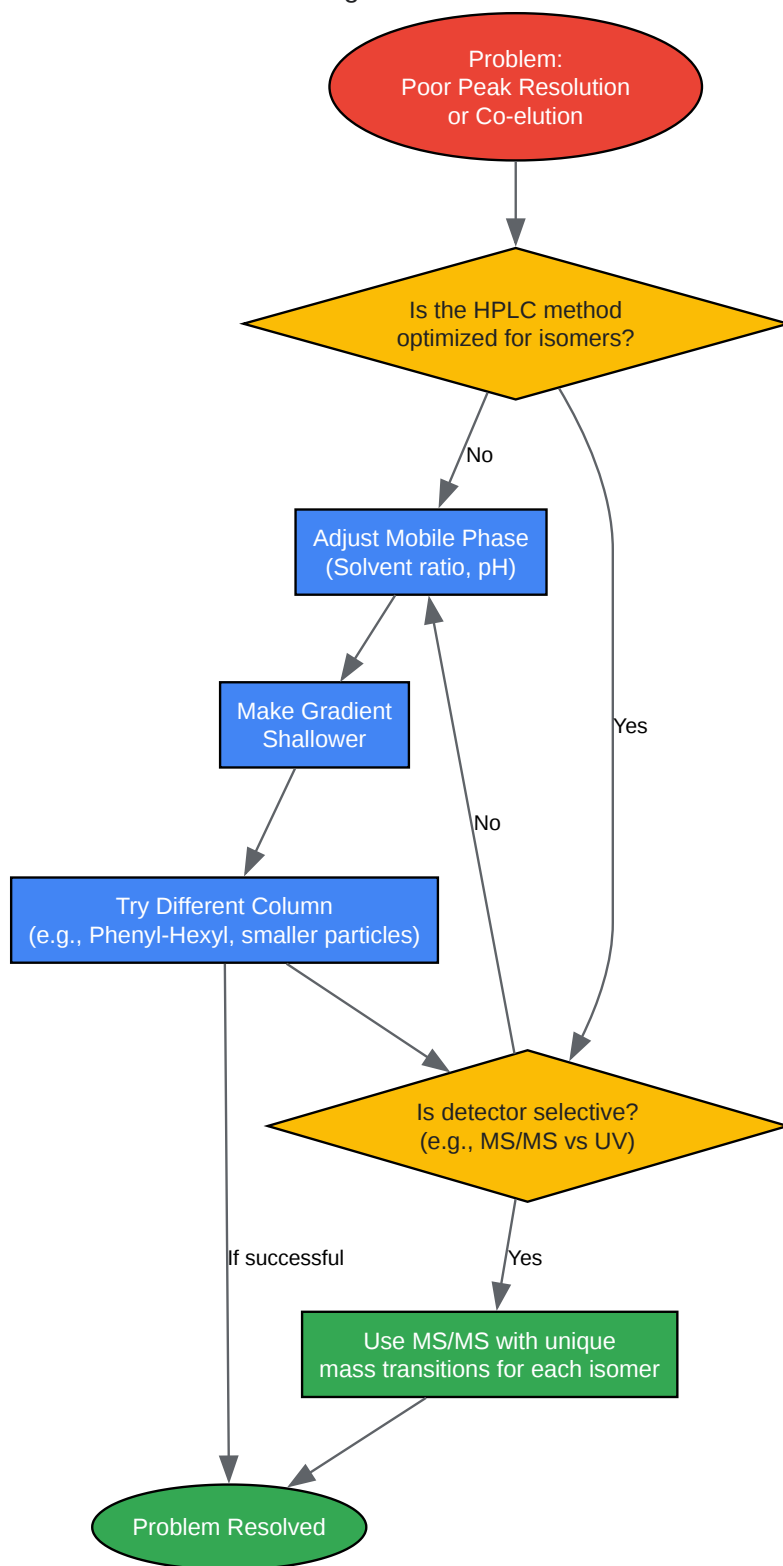 Problem:
Poor Peak Resolution
or Co-elution
Is the HPLC method
optimized for isomers?
No
Adjust Mobile Phase
(Solvent ratio, pH)
Make Gradient
Shallower
Yes
No
Try Different Column
(e.g., Phenyl-Hexyl, smaller particles)
Is detector selective?
(e.g., MS/MS vs UV)
If successful
Yes
Use MS/MS with unique
mass transitions for each isomer
Problem Resolved